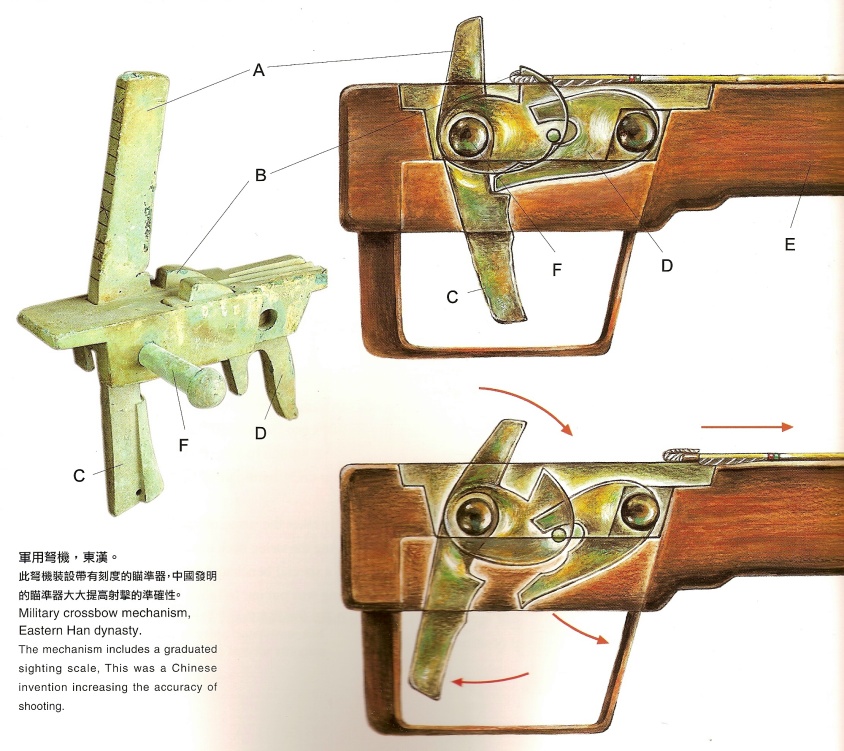 A
B
E
F
D
C
F
D
C
軍用弩機，東漢。
此弩機裝設帶有刻度的瞄準器，中國發明
的瞄準器大大提高射擊的準確性。
Military crossbow mechanism,
Eastern Han dynasty.
The mechanism includes a graduated
sighting scale, This was a Chinese
invention increasing the accuracy of
shooting.